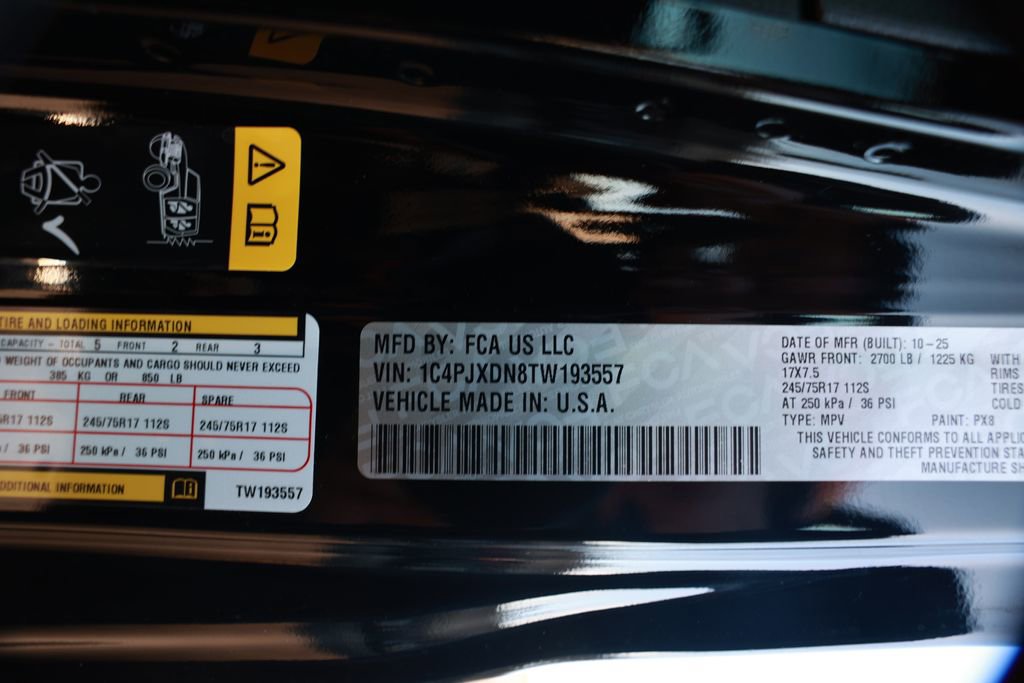 TIRE AND LOADING INFORMATION
CAPACITY - TOTAL 5 FRONT 2 REAR 3
WEIGHT OF OCCUPANTS AND CARGO SHOULD NEVER EXCEED
385 KG OR 850 LB
FRONT REAR SPARE
5R17 112S 245/75R17 112S 245/75R17 112S
/ 36 PSI 250 kPa / 36 PSI 250 kPa / 36 PSI
DDITIONAL INFORMATION
TW193557
MFD BY: FCA US LLC
VIN: 1C4PJXDN8TW193557
VEHICLE MADE IN: U.S.A.
DATE OF MFR (BUILT): 10-25
GAWR FRONT: 2700 LB / 1225 KG WITH
17X7.5 RIMS
245/75R17 112S TIRES
AT 250 kPa / 36 PSI COLD
TYPE: MPV PAINT: PX8
THIS VEHICLE CONFORMS TO ALL APPLIC
SAFETY AND THEFT PREVENTION STA
MANUFACTURE SH